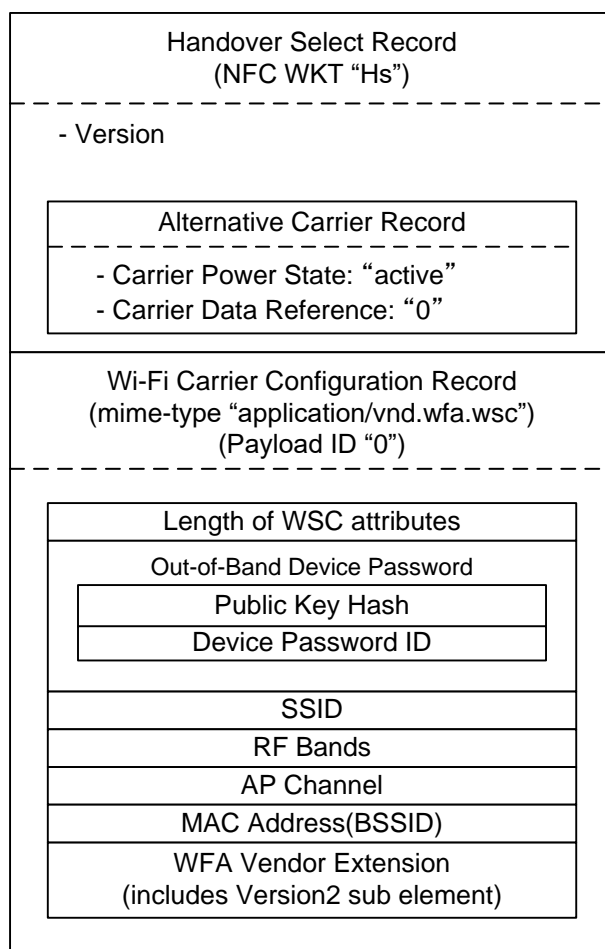 Handover Select Record
(NFC WKT “Hs”)
- Version
Alternative Carrier Record
- Carrier Power State: “active”
- Carrier Data Reference: “0”
Wi-Fi Carrier Configuration Record
(mime-type “application/vnd.wfa.wsc”)
(Payload ID “0”)
Length of WSC attributes
Out-of-Band Device Password
Public Key Hash
Device Password ID
SSID
RF Bands
AP Channel
MAC Address(BSSID)
WFA Vendor Extension
(includes Version2 sub element)